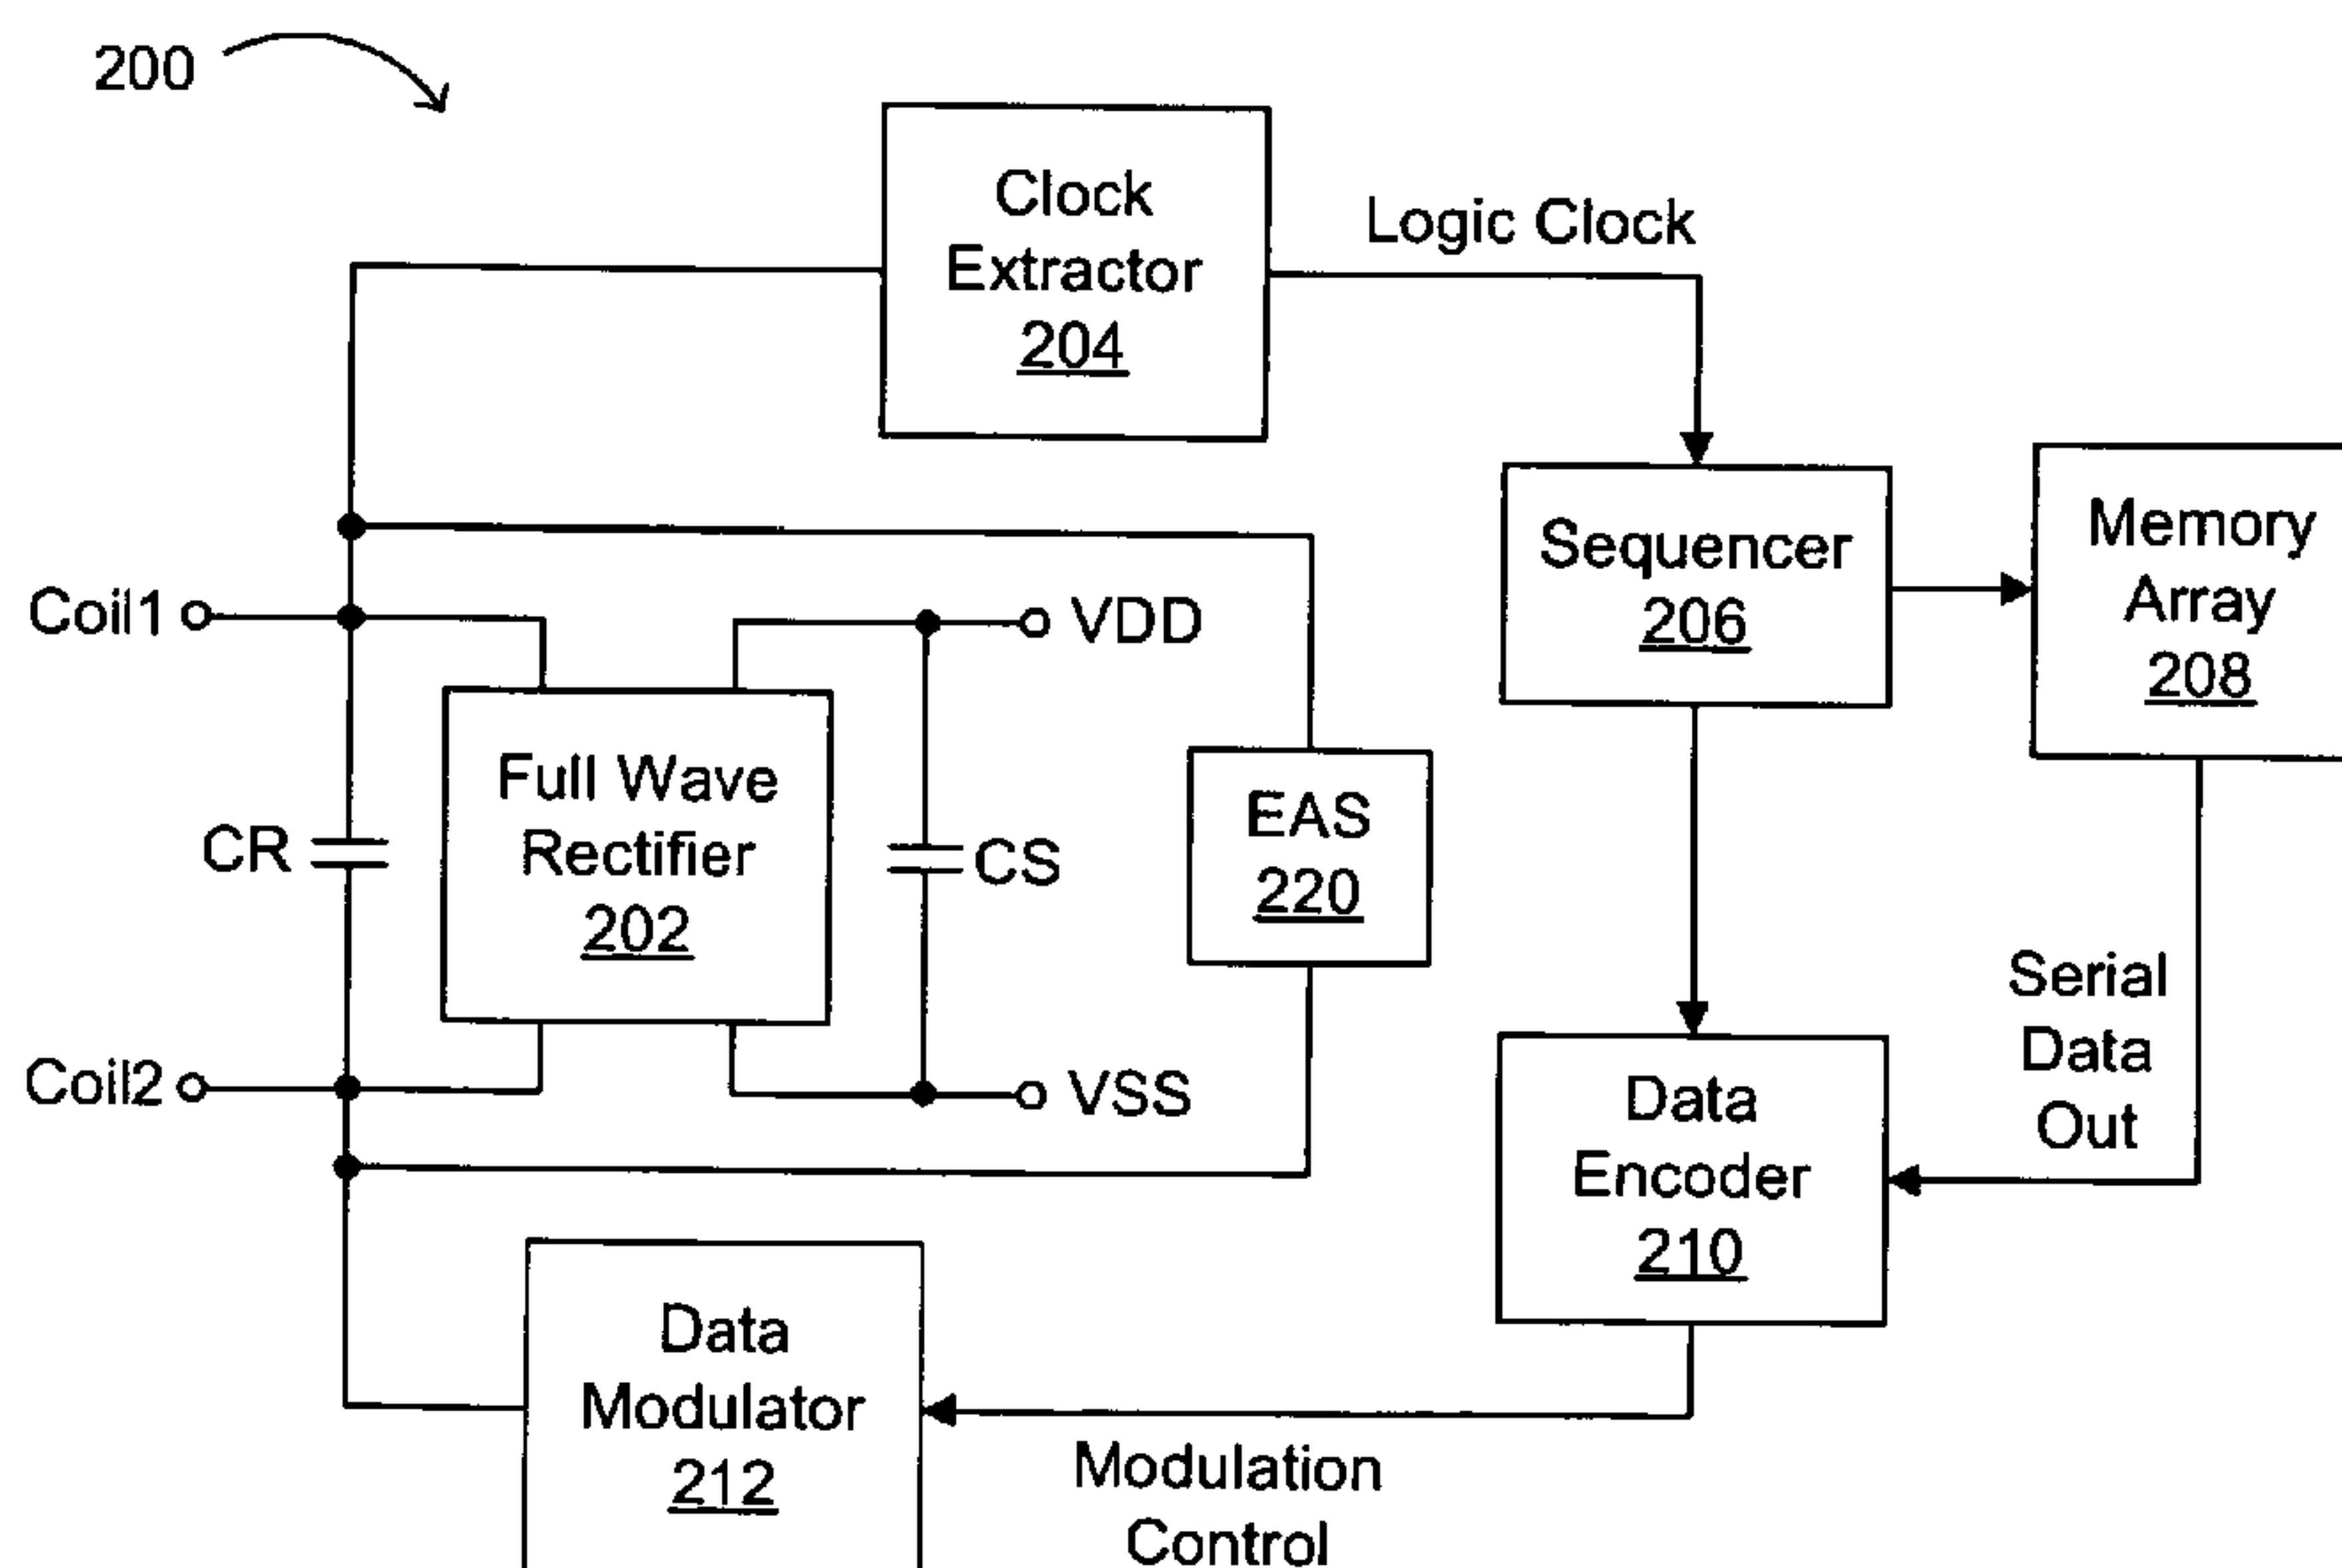 200
Clock
Extractor
204
Logic Clock
Sequencer
206
Memory
Array
208
Coil1
VDD
Full Wave
Rectifier
202
CR
CS
EAS
220
Coil2
VSS
Serial
Data
Out
Data
Encoder
210
Data
Modulator
212
Modulation
Control